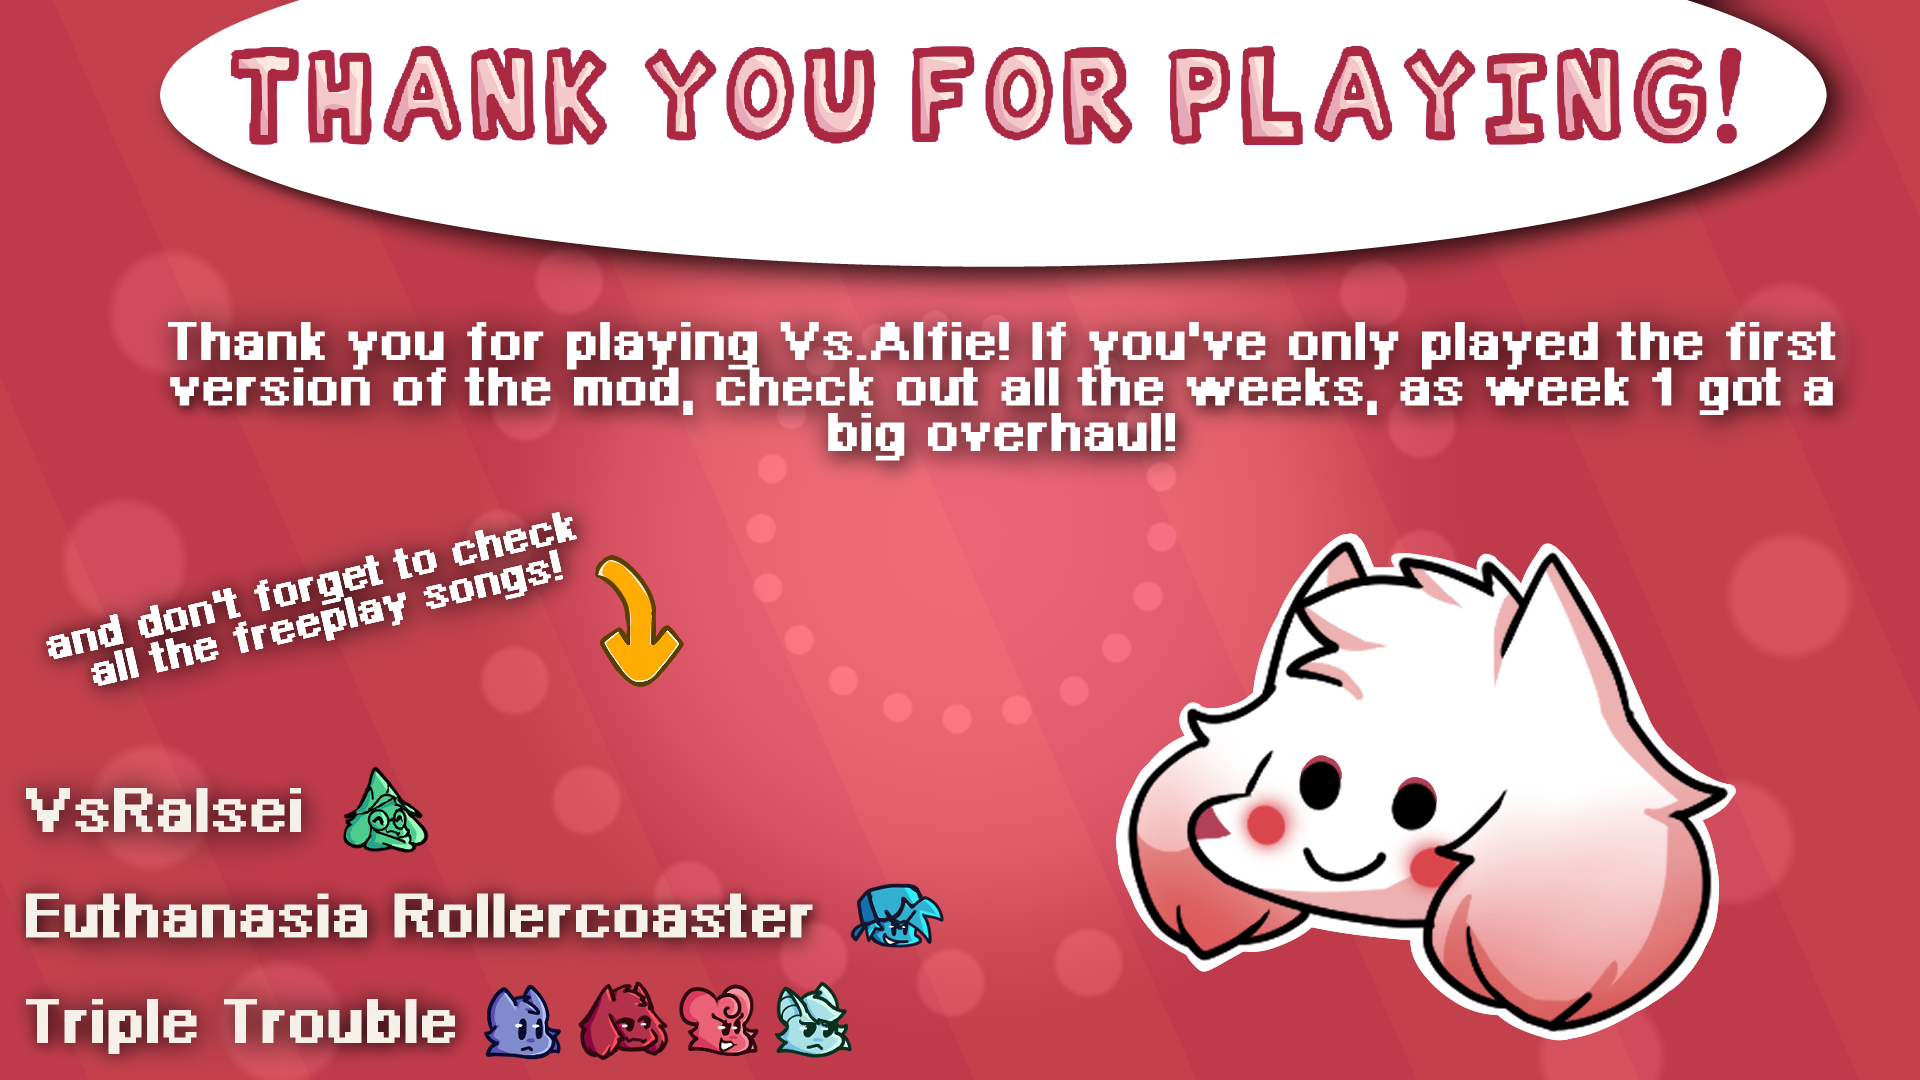 THANK YOU FOR PLAYING!
Thank you for playing Vs.Alfie! If you've only played the first
version of the mod, check out all the weeks, as week 1 got a
big overhaul!
and don't forget to check
all the freeplay songs!
VsRalsei
Euthanasia Rollercoaster
Triple Trouble